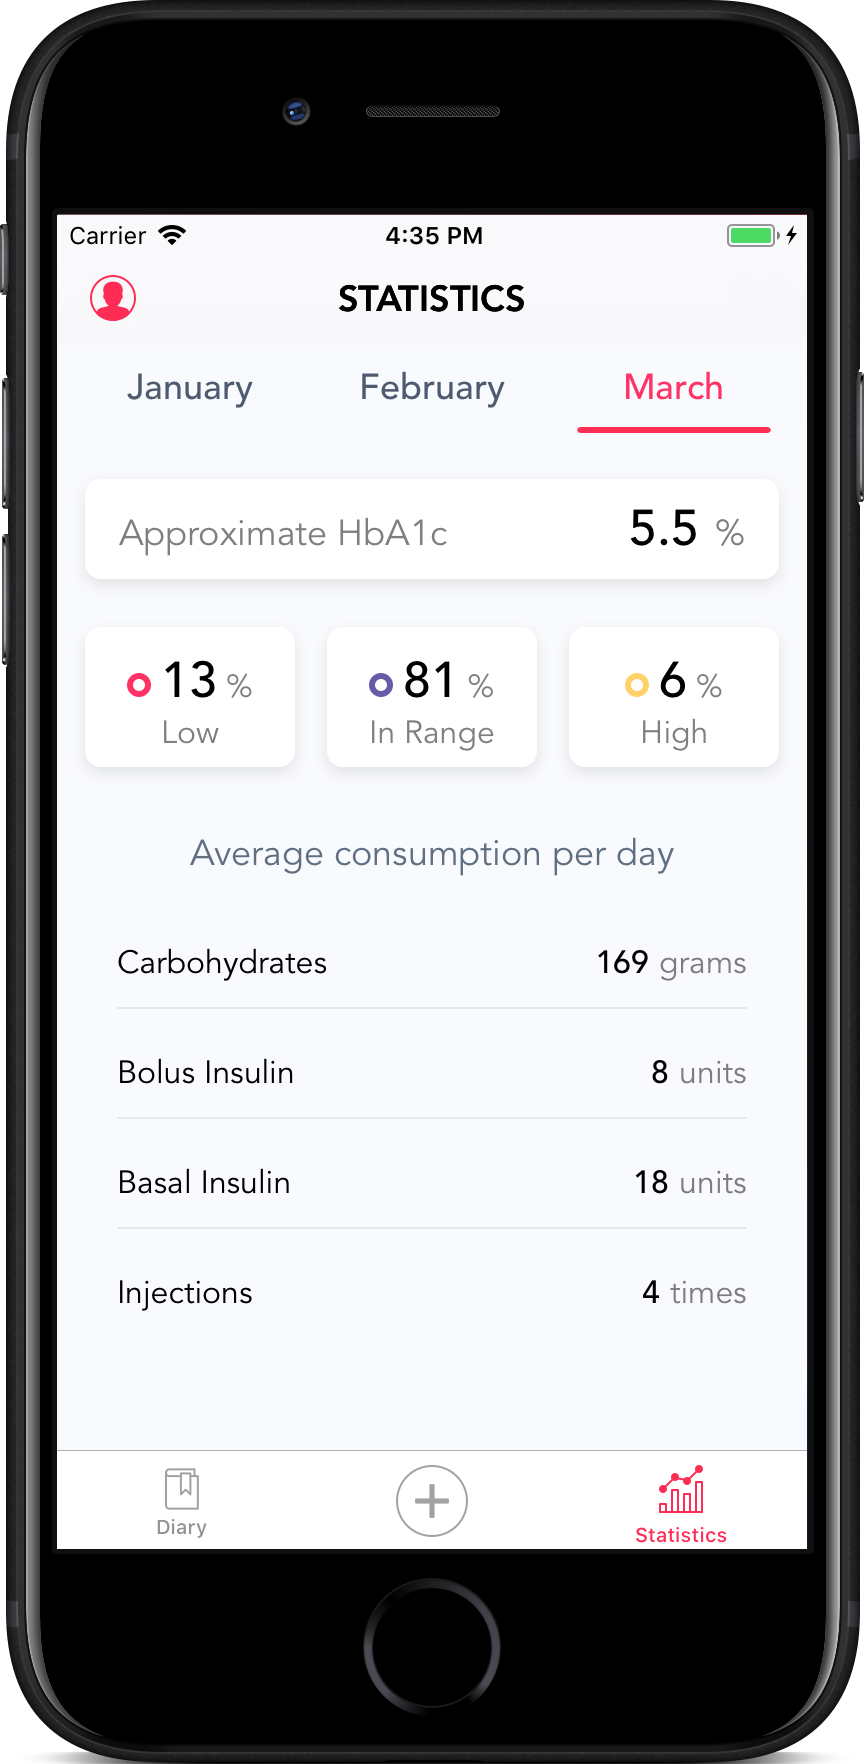 Carrier 4:35 PM
STATISTICS
January February March
Approximate HbA1c 5.5 %
13 % 81 % 6 %
Low In Range High
Average consumption per day
Carbohydrates 169 grams
Bolus Insulin 8 units
Basal Insulin 18 units
Injections 4 times
Diary Statistics